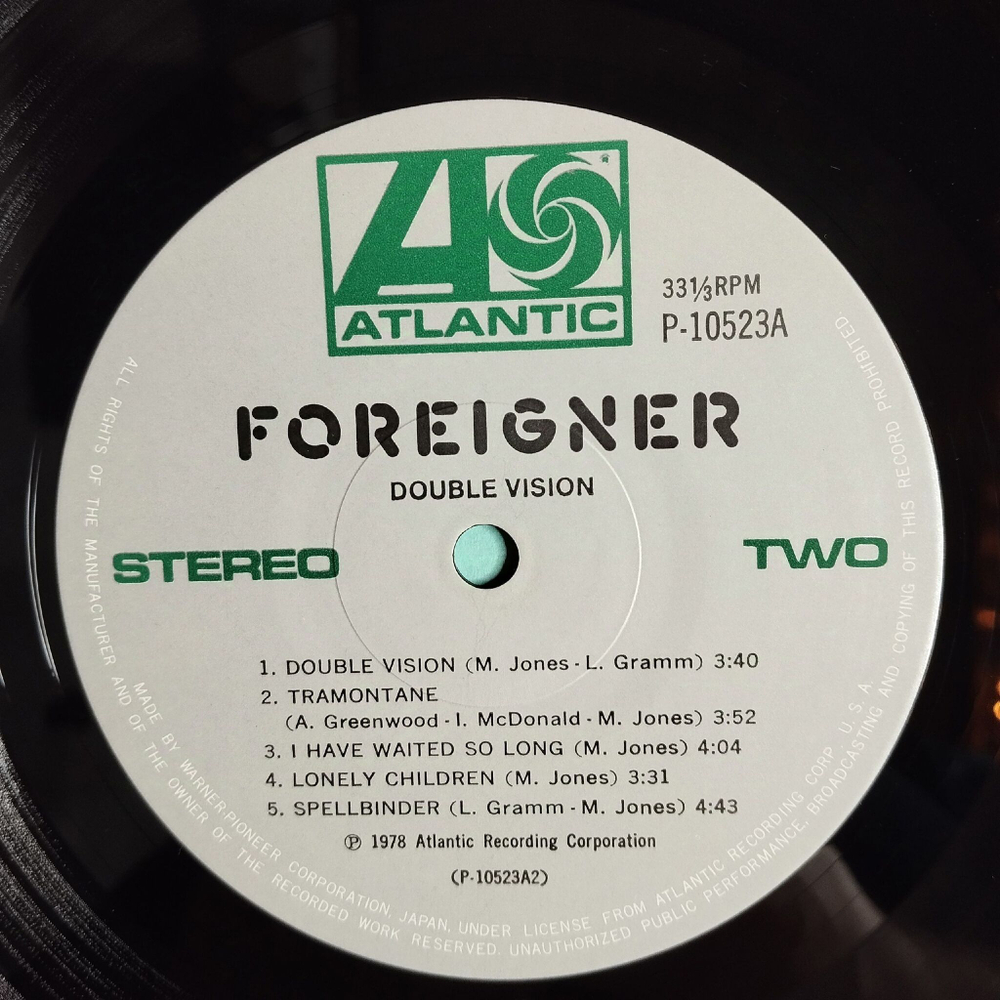 ATLANTIC
33⅓RPM
P-10523A
FOREIGNER
DOUBLE VISION
STEREO
TWO
1. DOUBLE VISION (M. Jones - L. Gramm) 3:40
2. TRAMONTANE
(A. Greenwood - I. McDonald - M. Jones) 3:52
3. I HAVE WAITED SO LONG (M. Jones) 4:04
4. LONELY CHILDREN (M. Jones) 3:31
5. SPELLBINDER (L. Gramm - M. Jones) 4:43
℗ 1978 Atlantic Recording Corporation
(P-10523A2)
MADE BY WARNER-PIONEER CORPORATION, JAPAN, UNDER LICENSE FROM ATLANTIC RECORDING CORP. U. S. A.
ALL RIGHTS OF THE MANUFACTURER AND OF THE OWNER OF THE RECORDED WORK RESERVED. UNAUTHORIZED PUBLIC PERFORMANCE, BROADCASTING AND COPYING OF THIS RECORD PROHIBITED